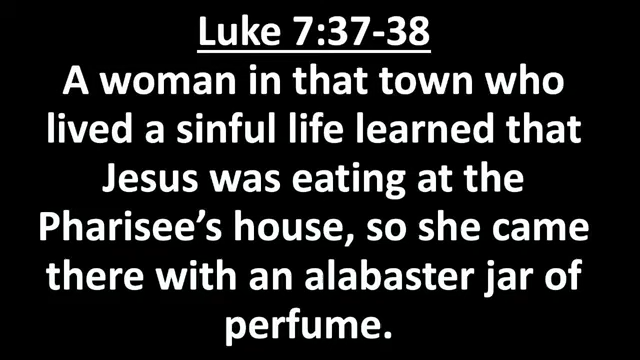 Luke 7:37-38
A woman in that town who
lived a sinful life learned that
Jesus was eating at the
Pharisee’s house, so she came
there with an alabaster jar of
perfume.